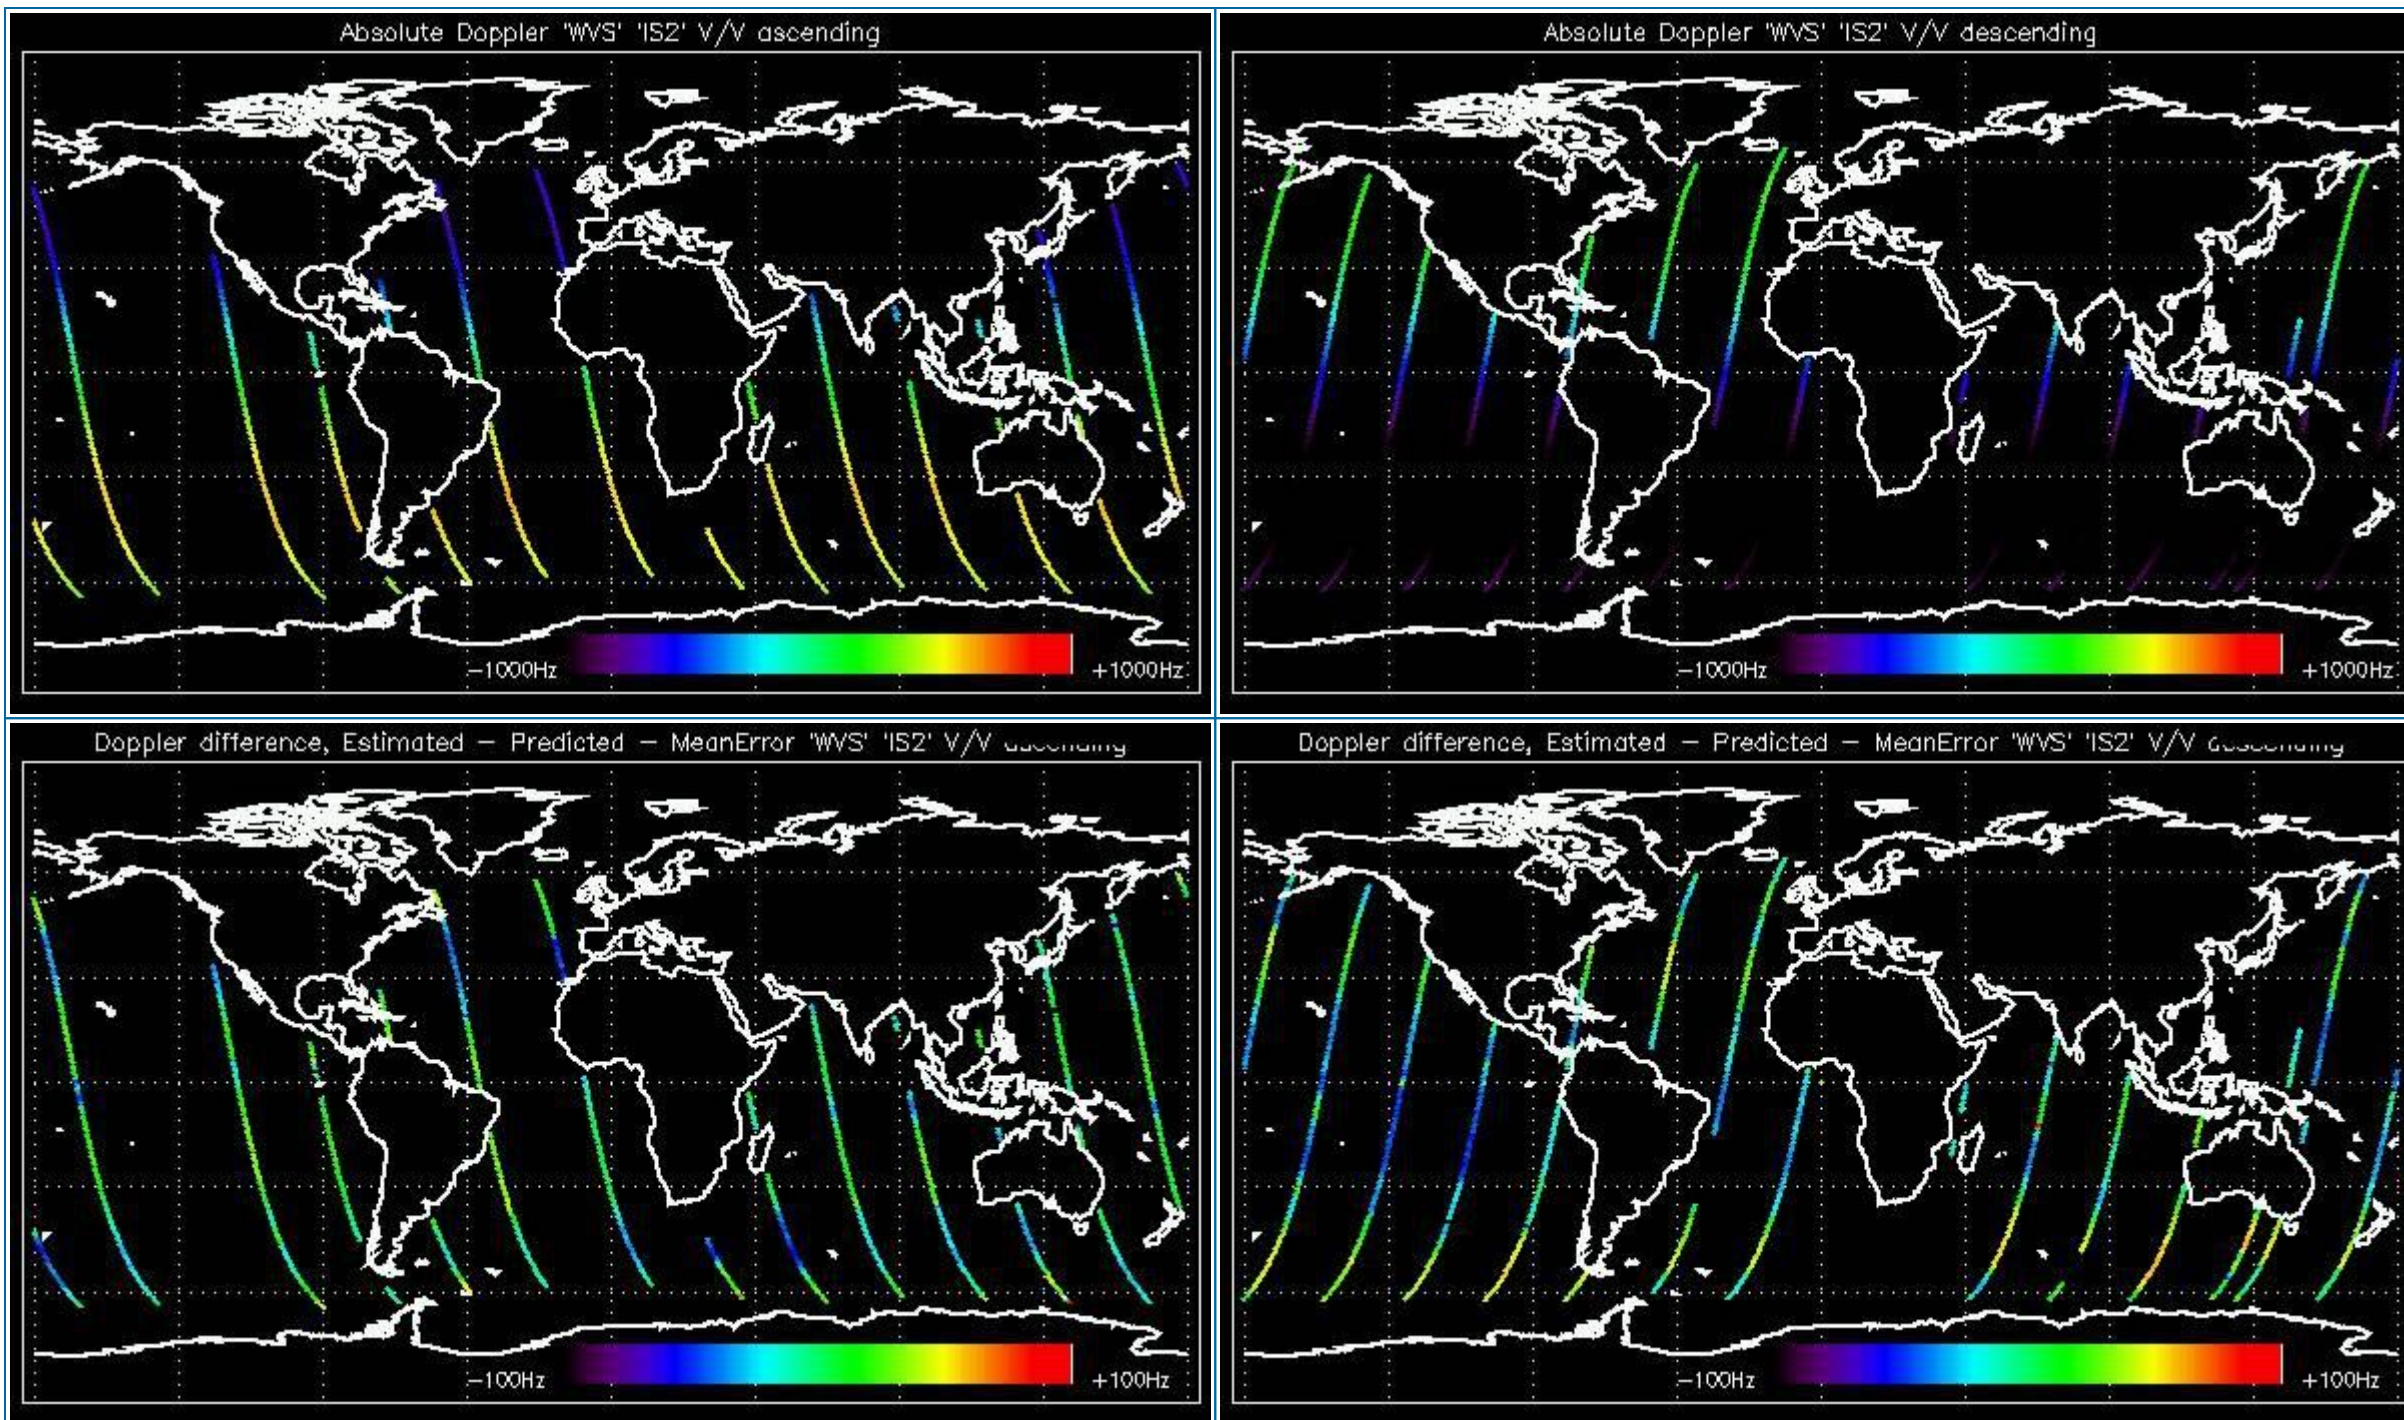 Absolute Doppler 'WVS' 'IS2' V/V ascending
-1000Hz +1000Hz
Absolute Doppler 'WVS' 'IS2' V/V descending
-1000Hz +1000Hz
Doppler difference, Estimated - Predicted - MeanError 'WVS' 'IS2' V/V
-100Hz +100Hz
Doppler difference, Estimated - Predicted - MeanError 'WVS' 'IS2' V/V
-100Hz +100Hz